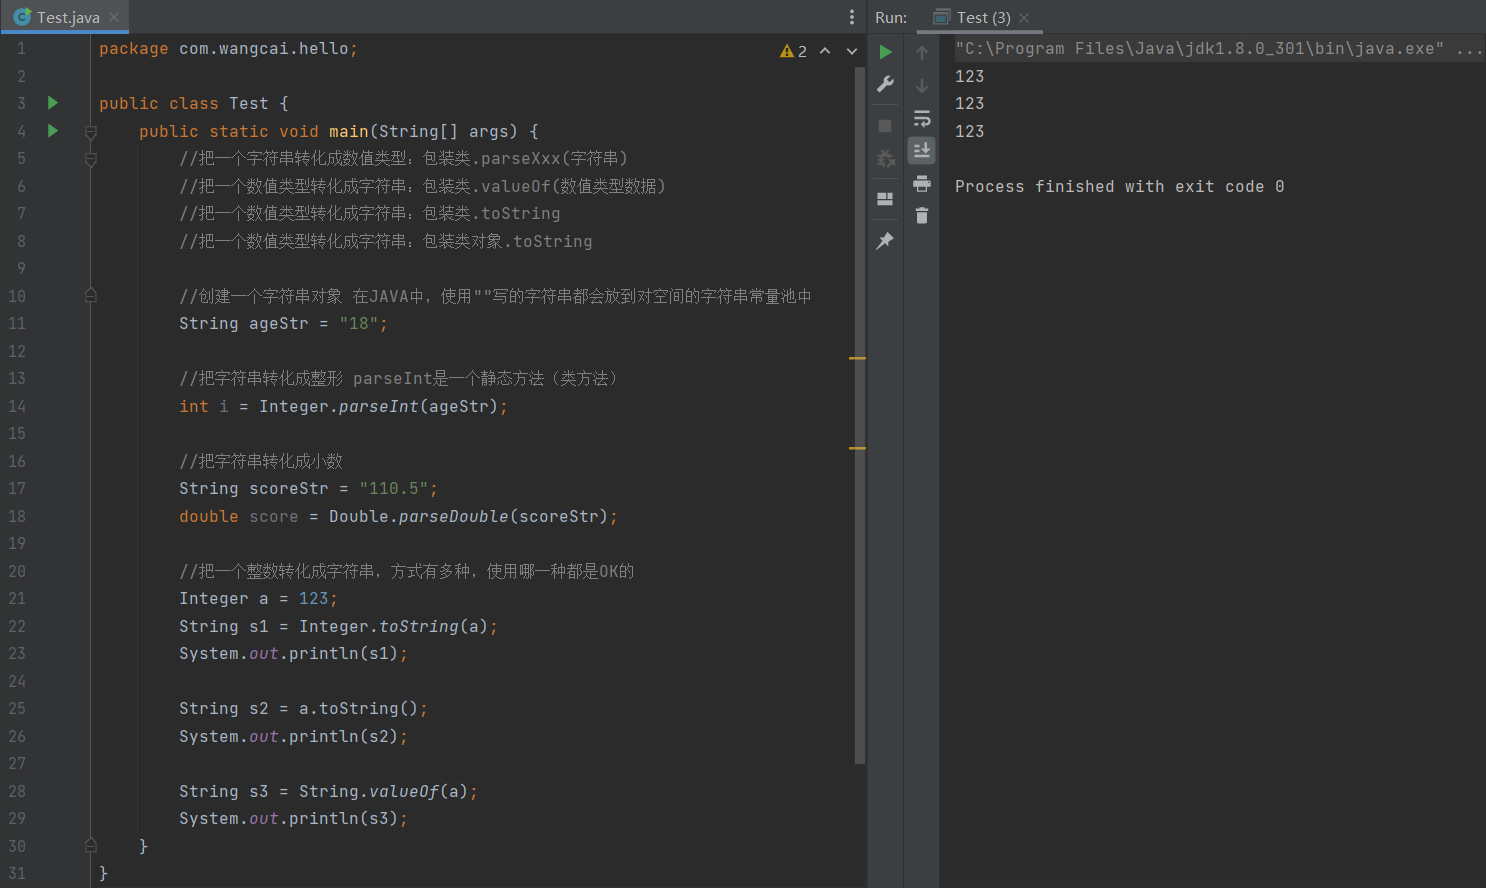 Test.java
package com.wangcai.hello;
2
public class Test {
public static void main(String[] args) {
//把一个字符串转化成数值类型：包装类.parseXxx(字符串)
//把一个数值类型转化成字符串：包装类.valueOf(数值类型数据)
//把一个数值类型转化成字符串：包装类.toString
//把一个数值类型转化成字符串：包装类对象.toString
//创建一个字符串对象 在JAVA中，使用""写的字符串都会放到对空间的字符串常量池中
String ageStr = "18";
//把字符串转化成整形 parseInt是一个静态方法（类方法）
int i = Integer.parseInt(ageStr);
//把字符串转化成小数
String scoreStr = "110.5";
double score = Double.parseDouble(scoreStr);
//把一个整数转化成字符串，方式有多种，使用哪一种都是OK的
Integer a = 123;
String s1 = Integer.toString(a);
System.out.println(s1);
String s2 = a.toString();
System.out.println(s2);
String s3 = String.valueOf(a);
System.out.println(s3);
}
}
1
2
3
4
5
6
7
8
9
10
11
12
13
14
15
16
17
18
19
20
21
22
23
24
25
26
27
28
29
30
31
Run: Test (3)
"C:\Program Files\Java\jdk1.8.0_301\bin\java.exe" ...
123
123
123
Process finished with exit code 0